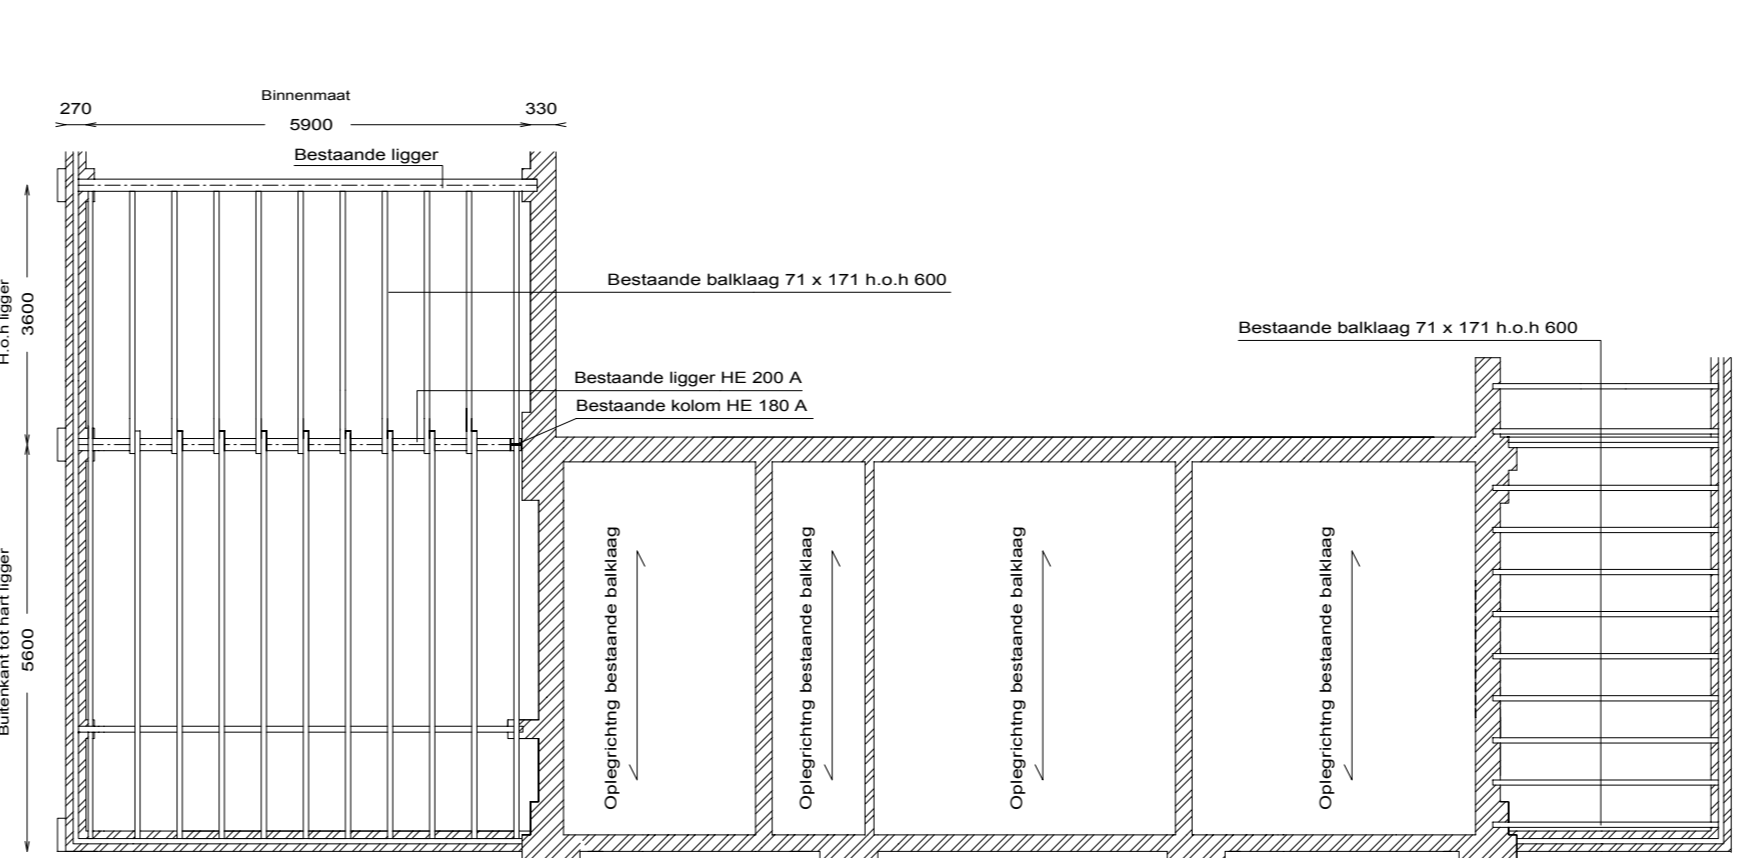 Binnenmaat
270
330
5900
Bestaande ligger
Bestaande balklaag 71 x 171 h.o.h 600
H.o.h ligger
3600
Bestaande balklaag 71 x 171 h.o.h 600
Bestaande ligger HE 200 A
Bestaande kolom HE 180 A
Buitenkant tot hart ligger
5600
Oplegrichtng bestaande balklaag
Oplegrichtng bestaande balklaag
Oplegrichtng bestaande balklaag
Oplegrichtng bestaande balklaag